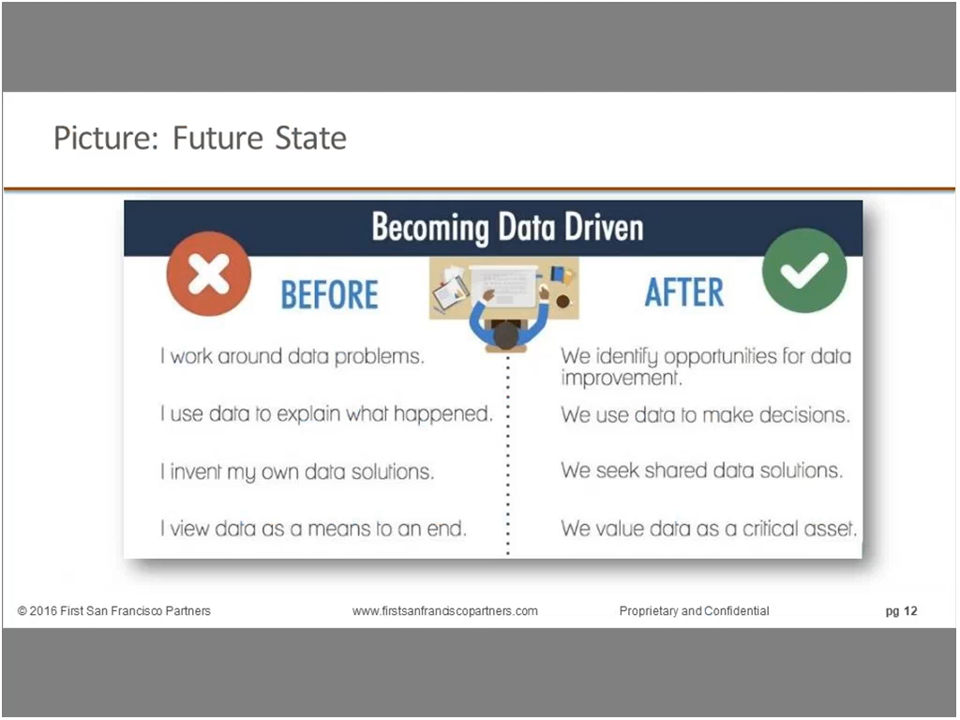 Picture: Future State
Becoming Data Driven
BEFORE
AFTER
I work around data problems.
We identify opportunities for data
improvement.
I use data to explain what happened.
We use data to make decisions.
I invent my own data solutions.
We seek shared data solutions.
I view data as a means to an end.
We value data as a critical asset.
© 2016 First San Francisco Partners
www.firstsanfranciscopartners.com
Proprietary and Confidential
pg 12